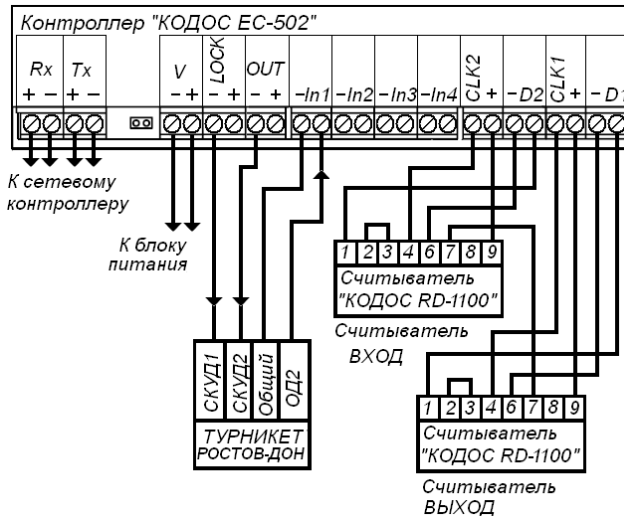 Контроллер "КОДОС ЕС-502"
Rx Tx V LOCK OUT –In1 –In2 –In3 –In4 CLK2 + –D2 CLK1 + –D1
+ – + – – + – + – +
К сетевому
контроллеру
К блоку
питания
1 2 3 4 6 7 8 9
Считыватель
"КОДОС RD-1100"
Считыватель
ВХОД
СКУД1 СКУД2 Общий ОД2
ТУРНИКЕТ
РОСТОВ-ДОН
1 2 3 4 6 7 8 9
Считыватель
"КОДОС RD-1100"
Считыватель
ВЫХОД